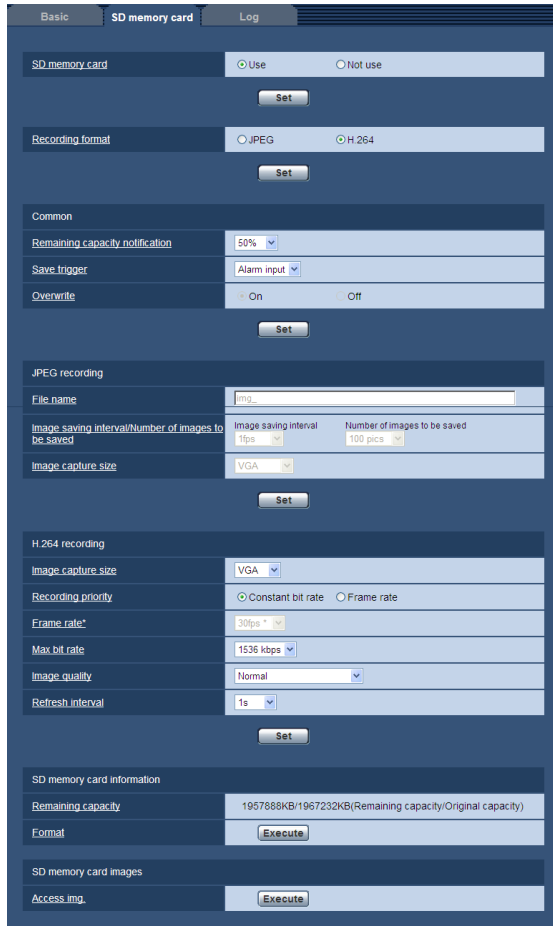 Basic SD memory card Log
SD memory card Use Not use
Set
Recording format JPEG H.264
Set
Common
Remaining capacity notification 50%
Save trigger Alarm input
Overwrite On Off
Set
JPEG recording
File name img_
Image saving interval/Number of images to be saved Image saving interval Number of images to be saved
1fps 100 pics
Image capture size VGA
Set
H.264 recording
Image capture size VGA
Recording priority Constant bit rate Frame rate
Frame rate* 30fps *
Max bit rate 1536 kbps
Image quality Normal
Refresh interval 1s
Set
SD memory card information
Remaining capacity 1957888KB/1967232KB(Remaining capacity/Original capacity)
Format Execute
SD memory card images
Access img. Execute